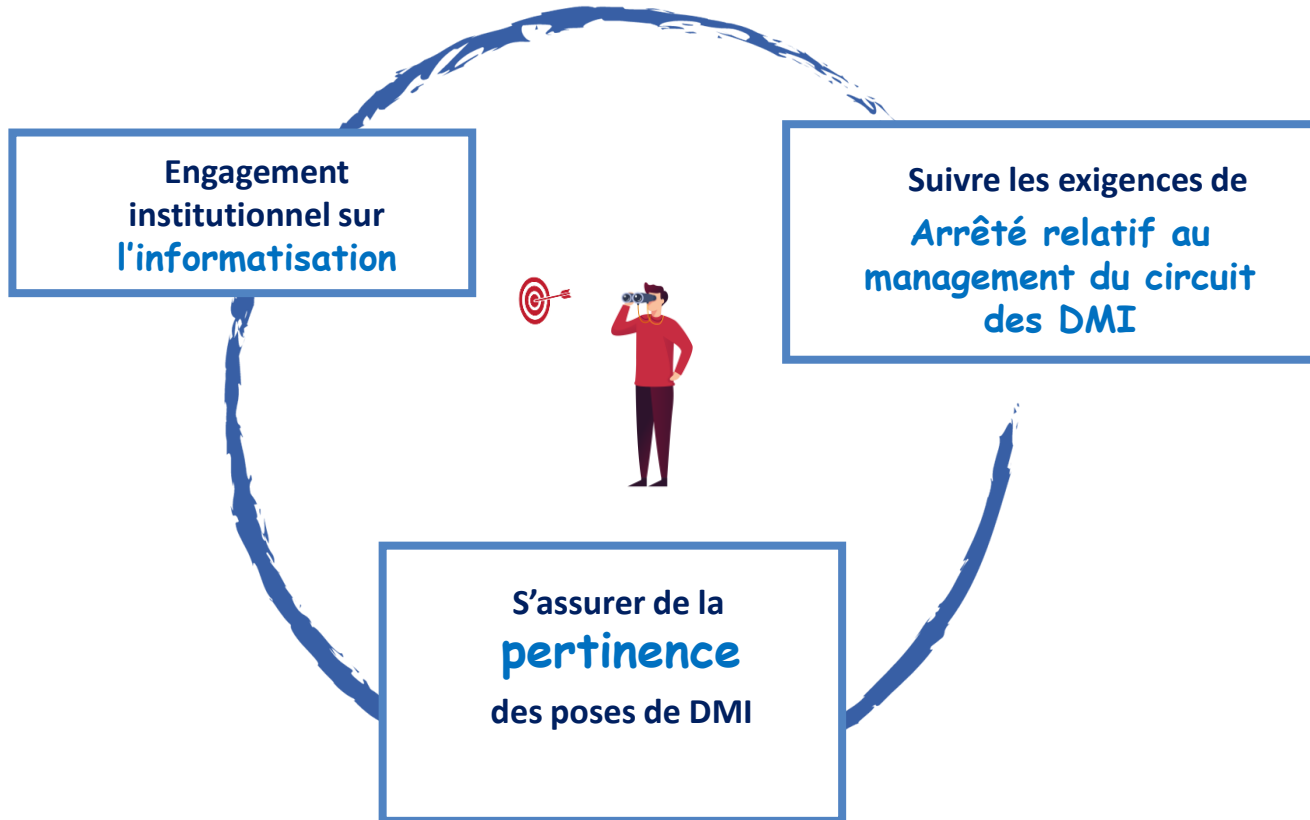 Engagement
institutionnel sur
l'informatisation
Suivre les exigences de
Arrêté relatif au
management du circuit
des DMI
S’assurer de la
pertinence
des poses de DMI